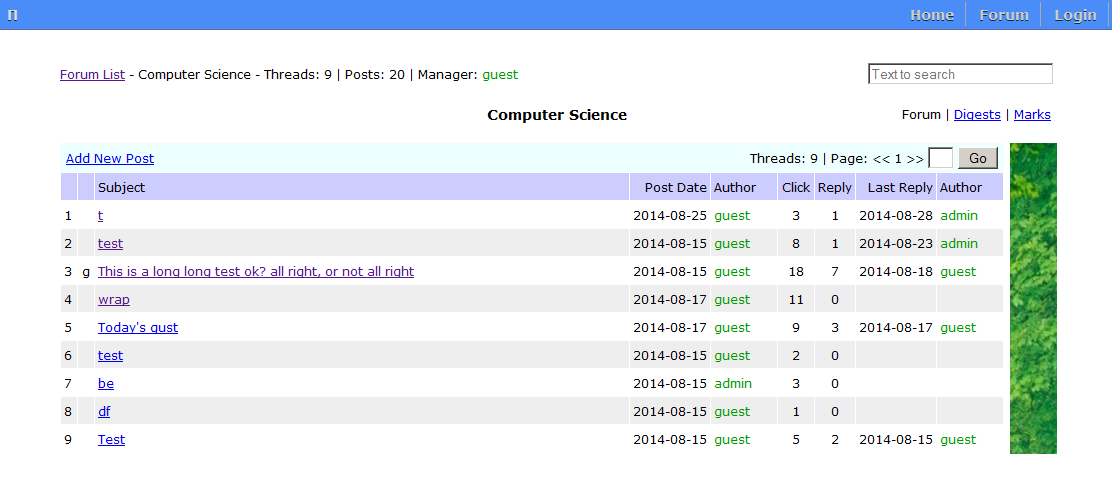 П Home Forum Login
Forum List - Computer Science - Threads: 9 | Posts: 20 | Manager: guest Text to search
Computer Science Forum | Digests | Marks
Add New Post Threads: 9 | Page: << 1 >> Go
Subject Post Date Author Click Reply Last Reply Author
1 t 2014-08-25 guest 3 1 2014-08-28 admin
2 test 2014-08-15 guest 8 1 2014-08-23 admin
3 g This is a long long test ok? all right, or not all right 2014-08-15 guest 18 7 2014-08-18 guest
4 wrap 2014-08-17 guest 11 0
5 Today's gust 2014-08-17 guest 9 3 2014-08-17 guest
6 test 2014-08-15 guest 2 0
7 be 2014-08-15 admin 3 0
8 df 2014-08-15 guest 1 0
9 Test 2014-08-15 guest 5 2 2014-08-15 guest